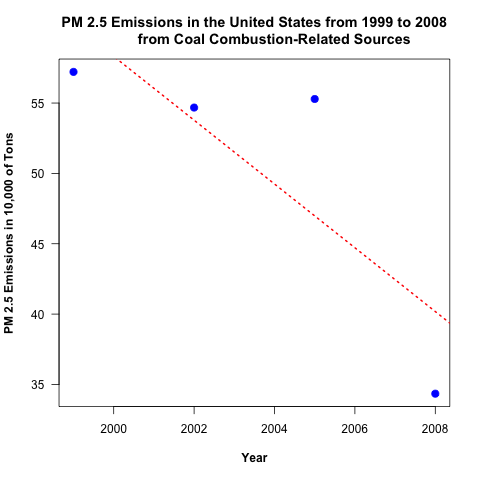 PM 2.5 Emissions in the United States from 1999 to 2008
from Coal Combustion-Related Sources
PM 2.5 Emissions in 10,000 of Tons
55
50
45
40
35
2000
2002
2004
2006
2008
Year